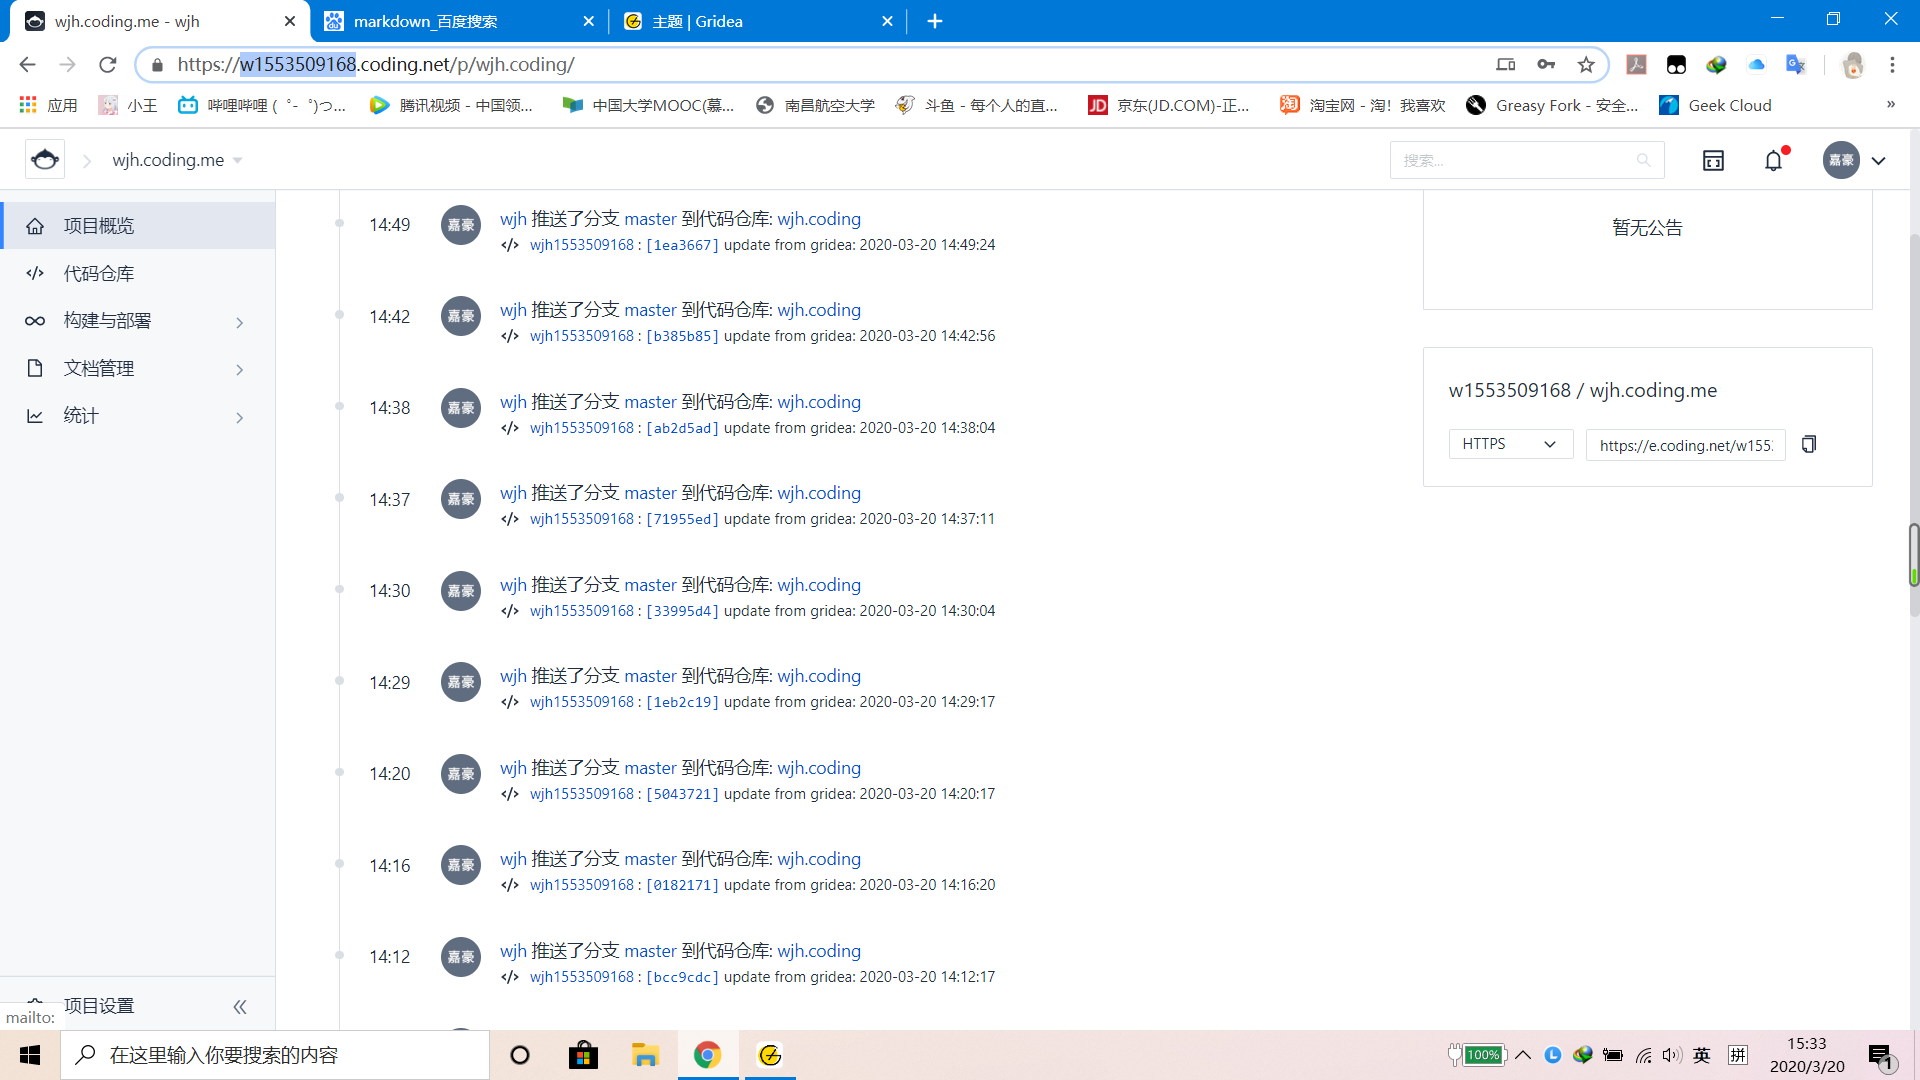 wjh.coding.me - wjh
markdown_百度搜索
主题 | Gridea
https://w1553509168.coding.net/p/wjh.coding/
应用
小王
哔哩哔哩 ( ゜- ゜)つ...
腾讯视频 - 中国领...
中国大学MOOC(慕...
南昌航空大学
斗鱼 - 每个人的直...
JD
京东(JD.COM)-正...
淘
淘宝网 - 淘！我喜欢
Greasy Fork - 安全...
Geek Cloud
»
wjh.coding.me
搜索...
嘉豪
项目概览
代码仓库
构建与部署
文档管理
统计
项目设置
mailto:
14:49
嘉豪
wjh 推送了分支 master 到代码仓库: wjh.coding
wjh1553509168 : [1ea3667] update from gridea: 2020-03-20 14:49:24
14:42
嘉豪
wjh 推送了分支 master 到代码仓库: wjh.coding
wjh1553509168 : [b385b85] update from gridea: 2020-03-20 14:42:56
14:38
嘉豪
wjh 推送了分支 master 到代码仓库: wjh.coding
wjh1553509168 : [ab2d5ad] update from gridea: 2020-03-20 14:38:04
14:37
嘉豪
wjh 推送了分支 master 到代码仓库: wjh.coding
wjh1553509168 : [71955ed] update from gridea: 2020-03-20 14:37:11
14:30
嘉豪
wjh 推送了分支 master 到代码仓库: wjh.coding
wjh1553509168 : [33995d4] update from gridea: 2020-03-20 14:30:04
14:29
嘉豪
wjh 推送了分支 master 到代码仓库: wjh.coding
wjh1553509168 : [1eb2c19] update from gridea: 2020-03-20 14:29:17
14:20
嘉豪
wjh 推送了分支 master 到代码仓库: wjh.coding
wjh1553509168 : [5043721] update from gridea: 2020-03-20 14:20:17
14:16
嘉豪
wjh 推送了分支 master 到代码仓库: wjh.coding
wjh1553509168 : [0182171] update from gridea: 2020-03-20 14:16:20
14:12
嘉豪
wjh 推送了分支 master 到代码仓库: wjh.coding
wjh1553509168 : [bcc9cdc] update from gridea: 2020-03-20 14:12:17
暂无公告
w1553509168 / wjh.coding.me
HTTPS
https://e.coding.net/w155
在这里输入你要搜索的内容
100%
英
拼
15:33
2020/3/20
1